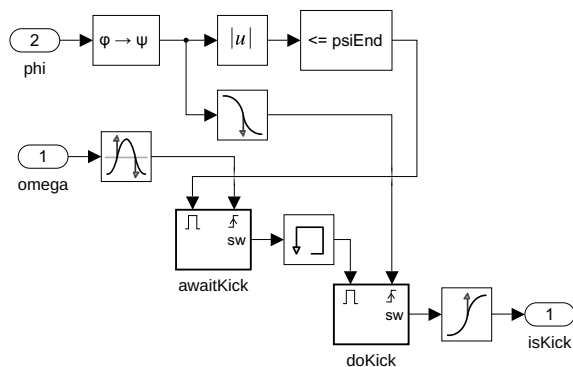 2
phi
φ → ψ
|u|
<= psiEnd
1
omega
sw
awaitKick
sw
doKick
1
isKick